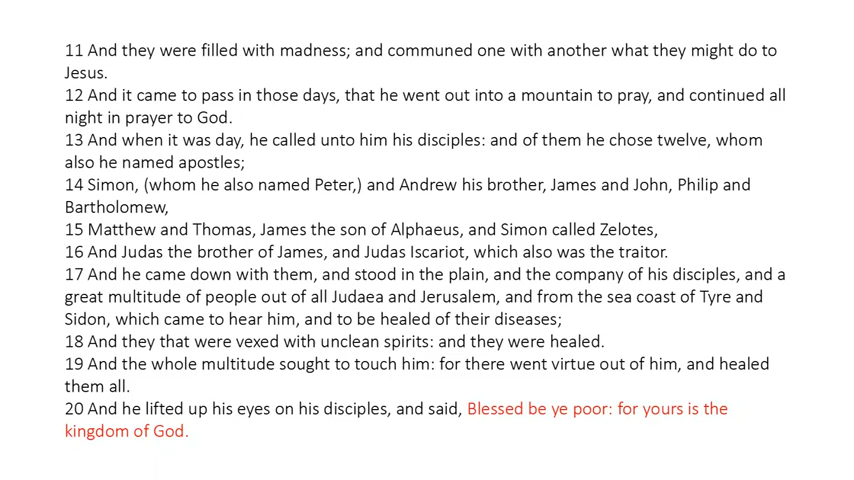 11 And they were filled with madness; and communed one with another what they might do to
Jesus.
12 And it came to pass in those days, that he went out into a mountain to pray, and continued all
night in prayer to God.
13 And when it was day, he called unto him his disciples: and of them he chose twelve, whom
also he named apostles;
14 Simon, (whom he also named Peter,) and Andrew his brother, James and John, Philip and
Bartholomew,
15 Matthew and Thomas, James the son of Alphaeus, and Simon called Zelotes,
16 And Judas the brother of James, and Judas Iscariot, which also was the traitor.
17 And he came down with them, and stood in the plain, and the company of his disciples, and a
great multitude of people out of all Judaea and Jerusalem, and from the sea coast of Tyre and
Sidon, which came to hear him, and to be healed of their diseases;
18 And they that were vexed with unclean spirits: and they were healed.
19 And the whole multitude sought to touch him: for there went virtue out of him, and healed
them all.
20 And he lifted up his eyes on his disciples, and said, Blessed be ye poor: for yours is the
kingdom of God.